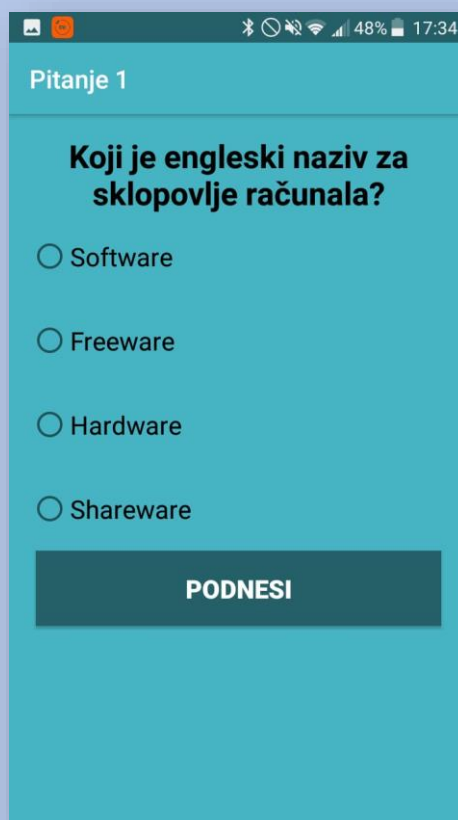 48% 17:34
Pitanje 1
Koji je engleski naziv za
sklopovlje računala?
Software
Freeware
Hardware
Shareware
PODNESI